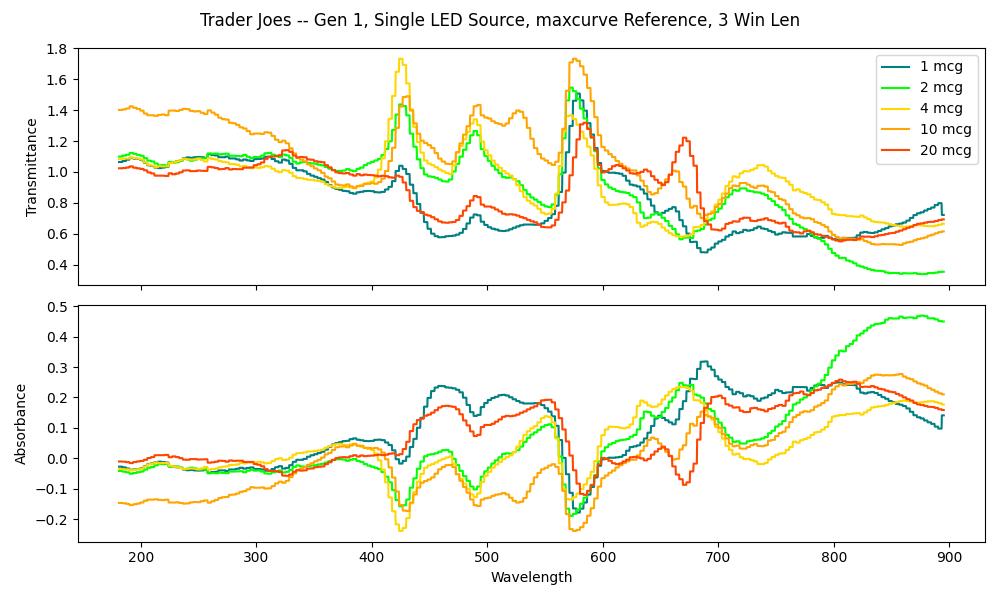 Trader Joes -- Gen 1, Single LED Source, maxcurve Reference, 3 Win Len
1.8
1.6
1.4
1.2
1.0
0.8
0.6
0.4
Transmittance
1 mcg
2 mcg
4 mcg
10 mcg
20 mcg
0.5
0.4
0.3
0.2
0.1
0.0
−0.1
−0.2
Absorbance
200 300 400 500 600 700 800 900
Wavelength